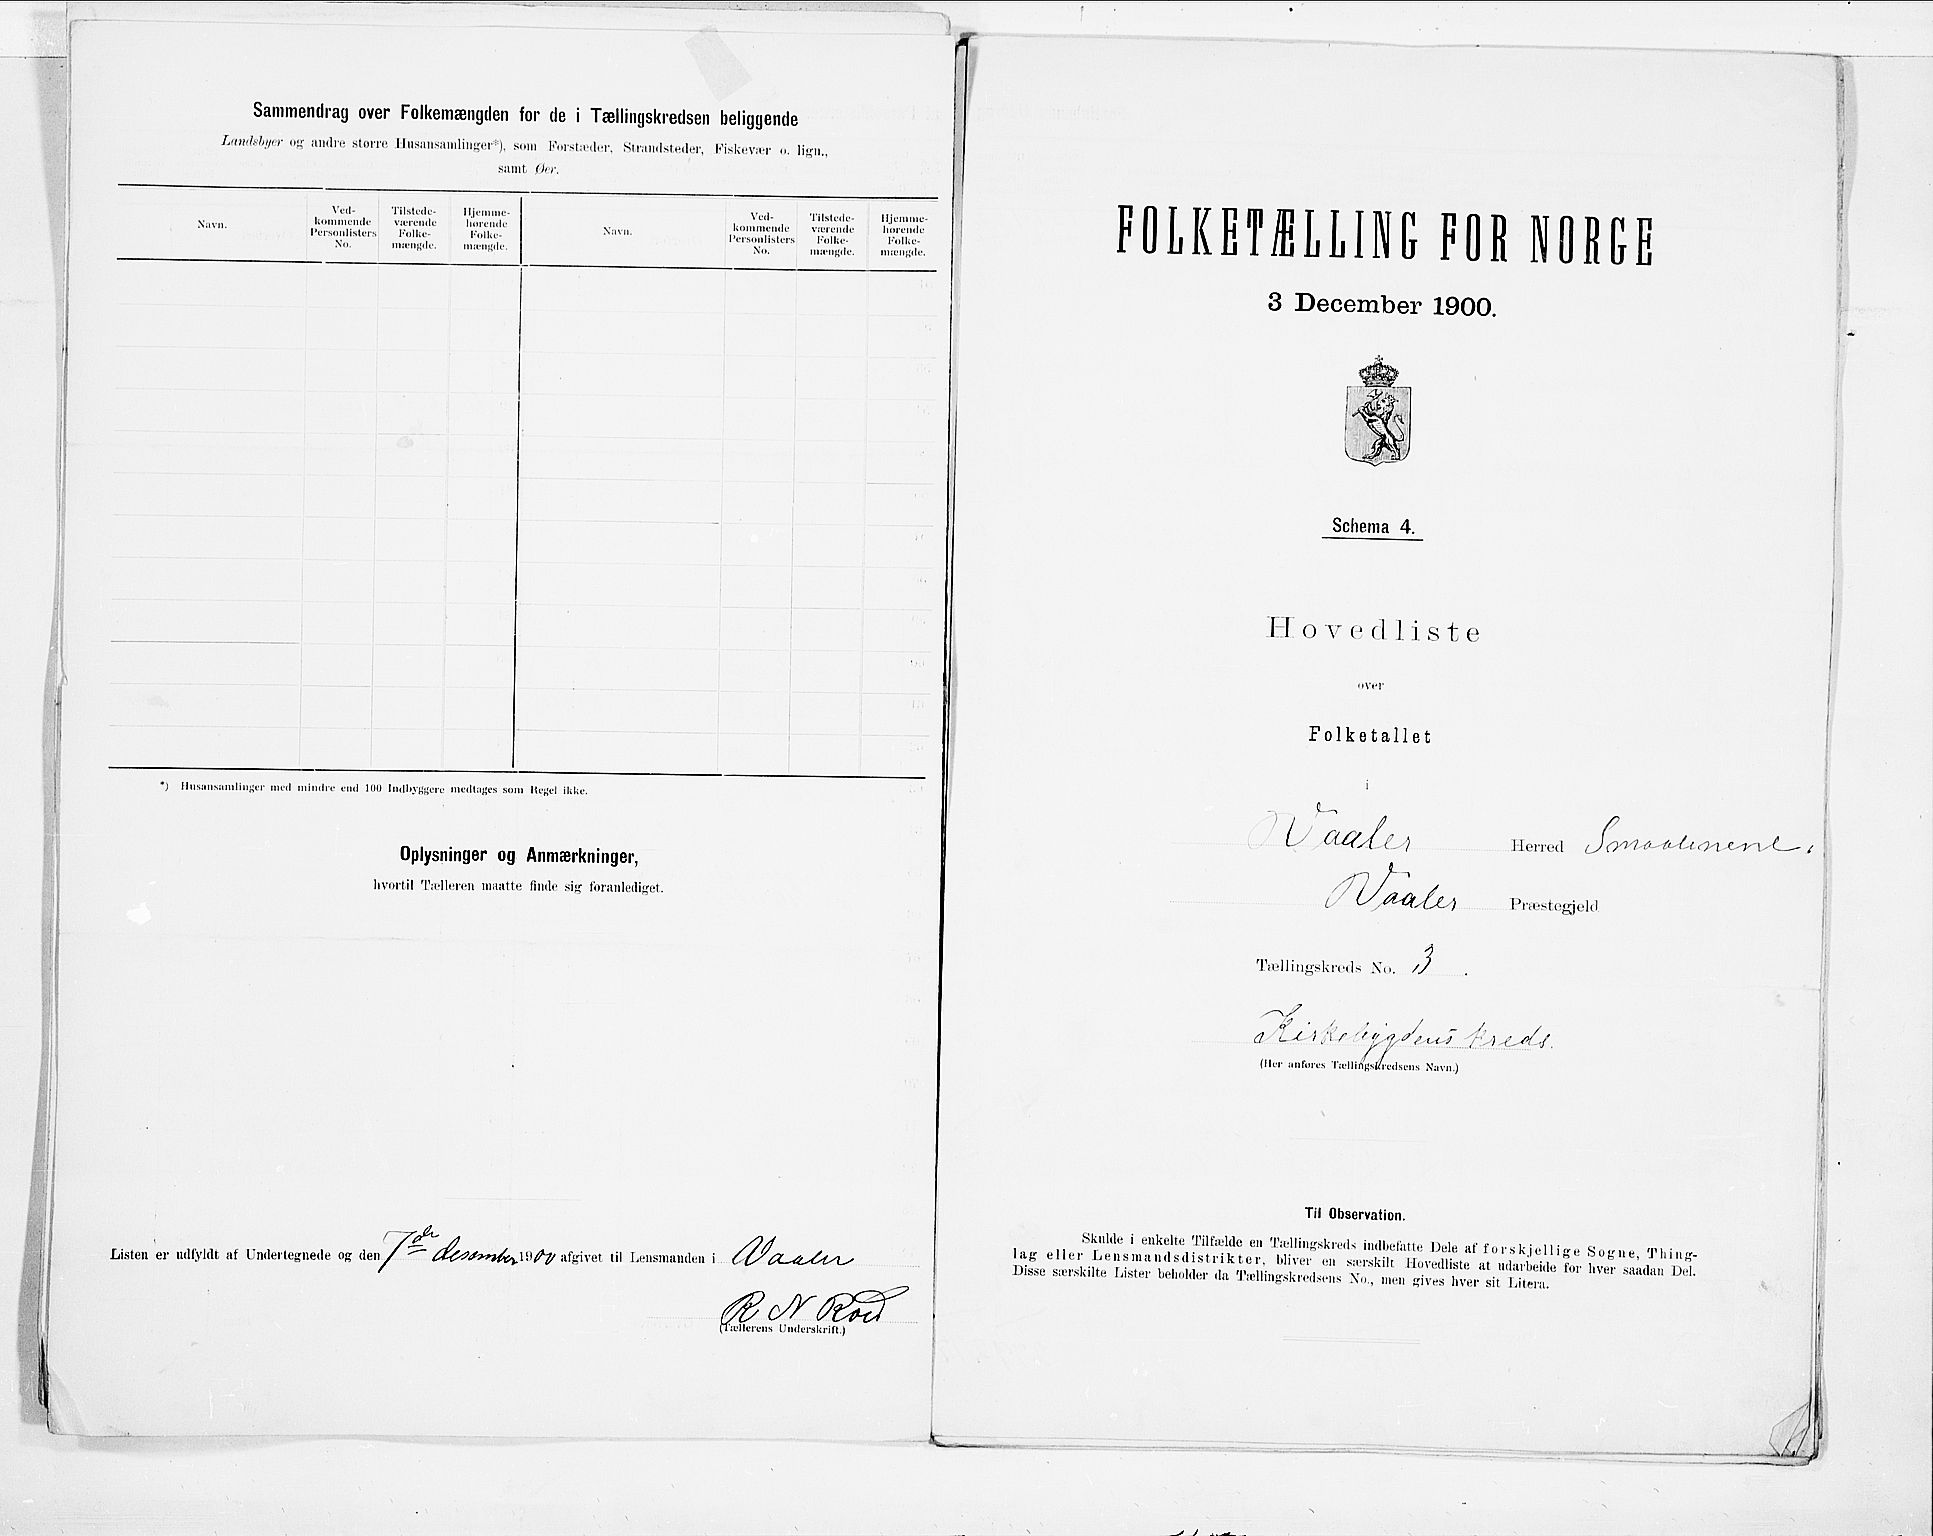 Sammendrag over Folkemængden for de i Tællingskredsen beliggende
Landsbyer og andre større Husansamlinger*), som Forstæder, Strandsteder, Fiskevær o. lign.,
samt Øer.
Navn.
Ved-
kommende
Personlisters
No.
Tilstede-
værende
Folke-
mængde.
Hjemme-
hørende
Folke-
mængde.
Navn.
Ved-
kommende
Personlisters
No.
Tilstede-
værende
Folke-
mængde.
Hjemme-
hørende
Folke-
mængde.
*) Husansamlinger med mindre end 100 Indbyggere medtages som Regel ikke.
Oplysninger og Anmærkninger,
hvortil Tælleren maatte finde sig foranlediget.
Listen er udfyldt af Undertegnede og den 7de desember 1900 afgivet til Lensmanden i Vaaler
R N Roed
(Tællerens Underskrift.)
FOLKETÆLLING FOR NORGE
3 December 1900.
Schema 4.
Hovedliste
over
Folketallet
i
Vaaler Herred Smaalenene.
Vaaler Præstegjeld
Tællingskreds No. 3.
Kirkebygdens kreds.
(Her anføres Tællingskredsens Navn.)
Til Observation.
Skulde i enkelte Tilfælde en Tællingskreds indbefatte Dele af forskjellige Sogne, Thing-
lag eller Lensmandsdistrikter, bliver en særskilt Hovedliste at udarbeide for hver saadan Del.
Disse særskilte Lister beholder da Tællingskredsens No., men gives hver sit Litera.